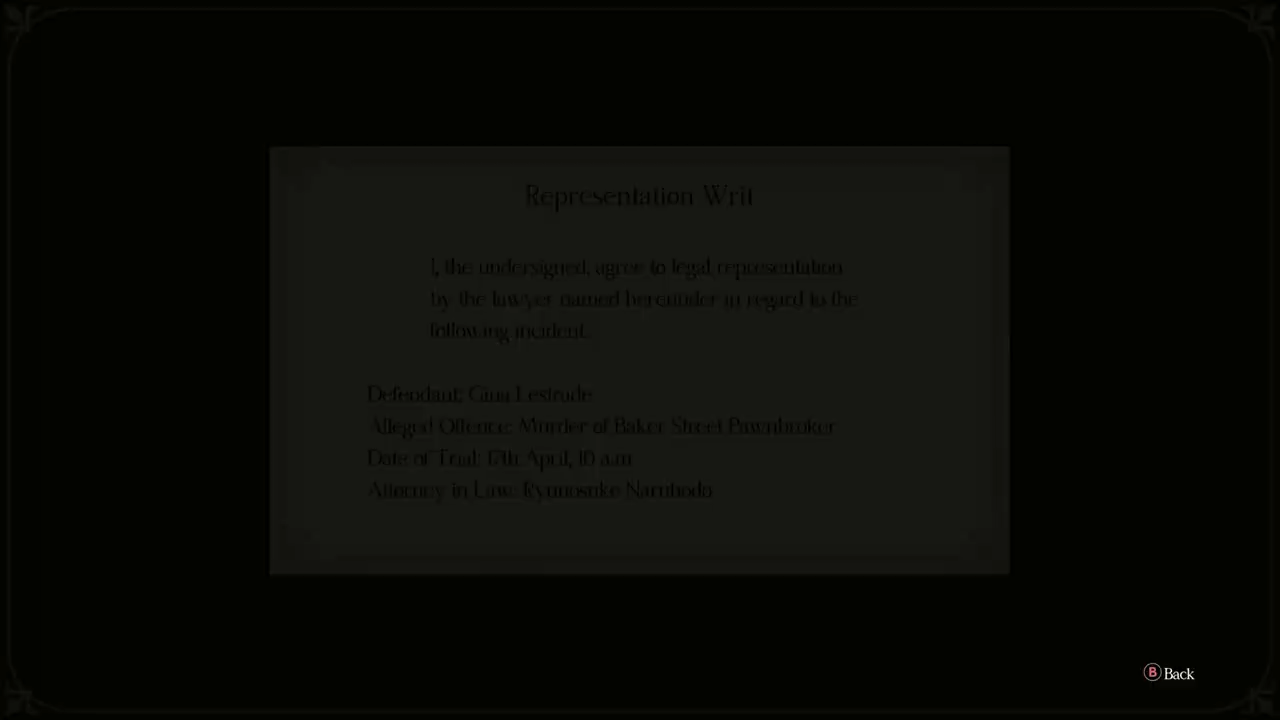 Representation Writ
I, the undersigned, agree to legal representation
by the lawyer named hereunder in regard to the
following incident.
Defendant: Gina Lestrade
Alleged Offence: Murder of Baker Street Pawnbroker
Date of Trial: 17th April, 10 a.m
Attorney in Law: Ryunosuke Naruhodo
B Back